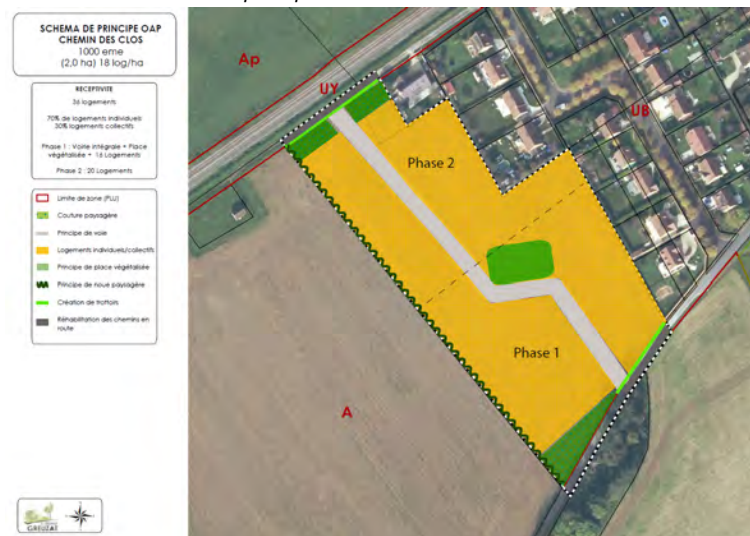 SCHEMA DE PRINCIPE OAP
CHEMIN DES CLOS
1000 eme
(2,0 ha) 18 log/ha
RECEPTIVITE
36 logements
70% de logements individuels
30% logements collectifs
Phase 1 : Voirie intégrale + Place
végétalisée + 16 Logements
Phase 2 : 20 Logements
Limite de zone (PLU)
Couture paysagère
Principe de voie
Logements individuels/collectifs
Principe de place végétalisée
Principe de noue paysagère
Création de trottoirs
Réhabilitation des chemins en
route
GREUZAT
Ap
UY
UB
Phase 2
Phase 1
A